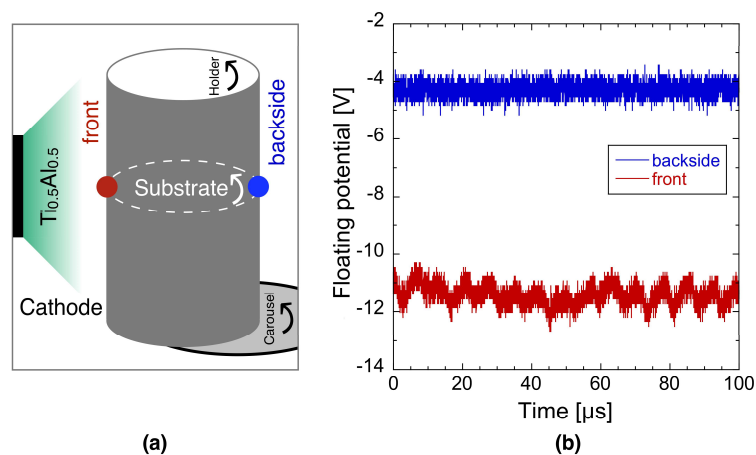 Ti0.5Al0.5
Cathode
front
Holder
Substrate
backside
Carousel
(a)
Floating potential [V]
-2
-4
-6
-8
-10
-12
-14
backside
front
0
20
40
60
80
100
Time [µs]
(b)